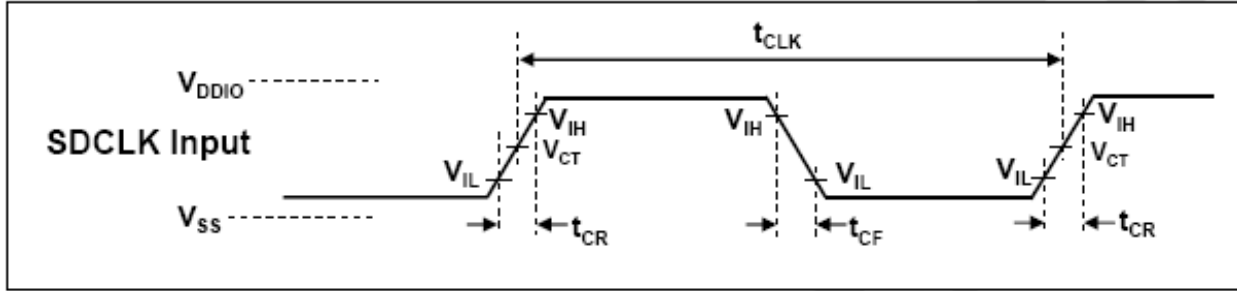 tCLK
VDDIO
SDCLK Input
VIH VIH VIH
VCT VCT
VIL VIL VIL
VSS
tCR tCF tCR